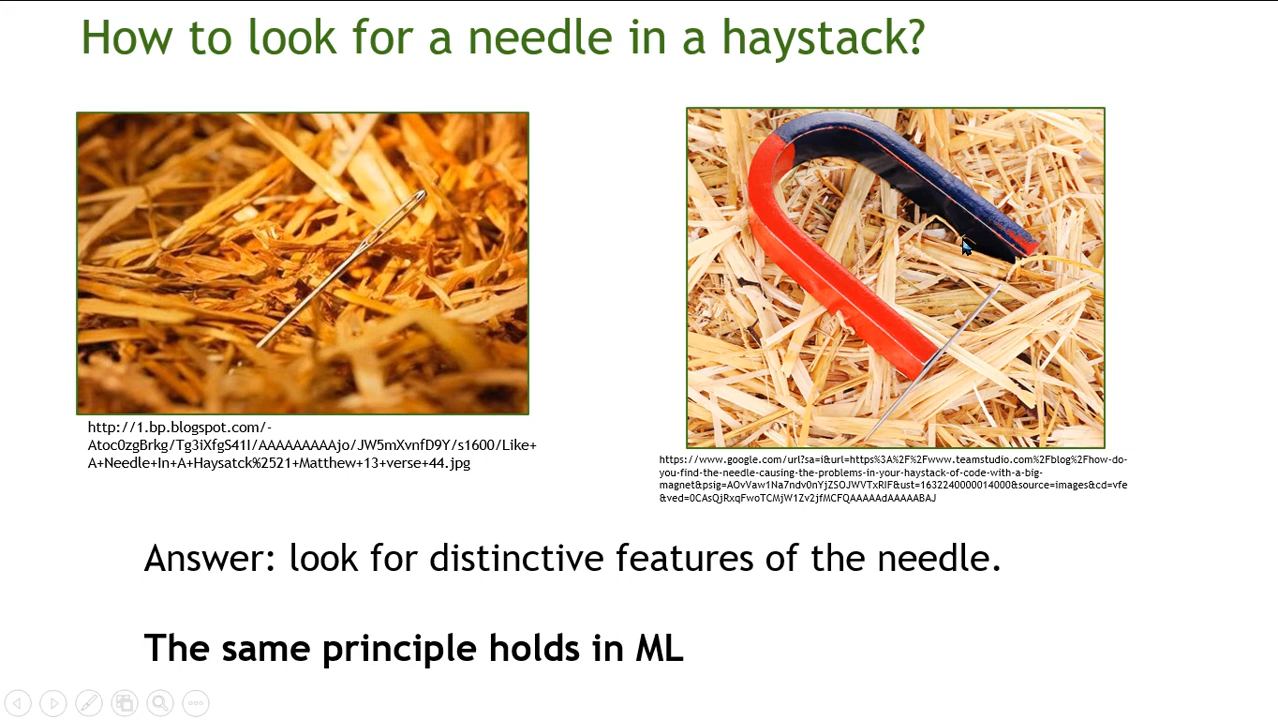 How to look for a needle in a haystack?
http://1.bp.blogspot.com/-
Atoc0zgBrkg/Tg3iXfgS41I/AAAAAAAAAjo/JW5mXvnfD9Y/s1600/Like+
A+Needle+In+A+Haysatck%2521+Matthew+13+verse+44.jpg
https://www.google.com/url?sa=i&url=https%3A%2F%2Fwww.teamstudio.com%2Fblog%2Fhow-do-
you-find-the-needle-causing-the-problems-in-your-haystack-of-code-with-a-big-
magnet&psig=AOvVaw1Na7ndv0nYjZSOJWVTxRIF&ust=1632240000014000&source=images&cd=vfe
&ved=0CAsQjRxqFwoTCMjW1Zv2jfMCFQAAAAAdAAAAABAJ
Answer: look for distinctive features of the needle.
The same principle holds in ML